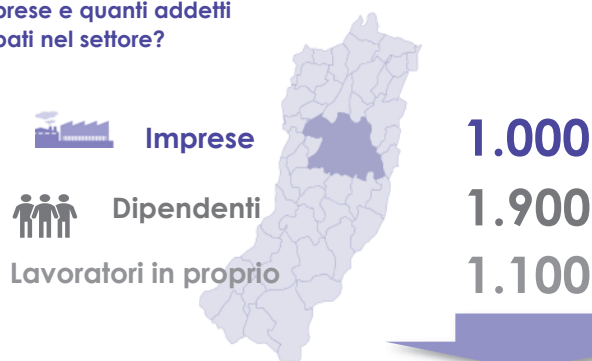 prese e quanti addetti
pati nel settore?
Imprese 1.000
Dipendenti 1.900
Lavoratori in proprio 1.100